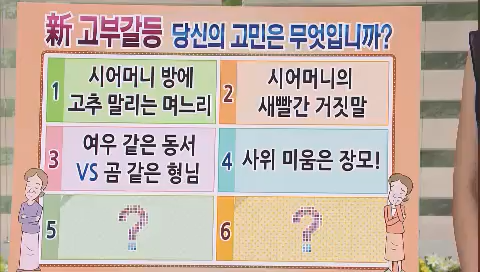 新 고부갈등 당신의 고민은 무엇입니까?
1 시어머니 방에
고추 말리는 며느리
2 시어머니의
새빨간 거짓말
3 여우 같은 동서
VS 곰 같은 형님
4 사위 미움은 장모!
5 ?
6 ?